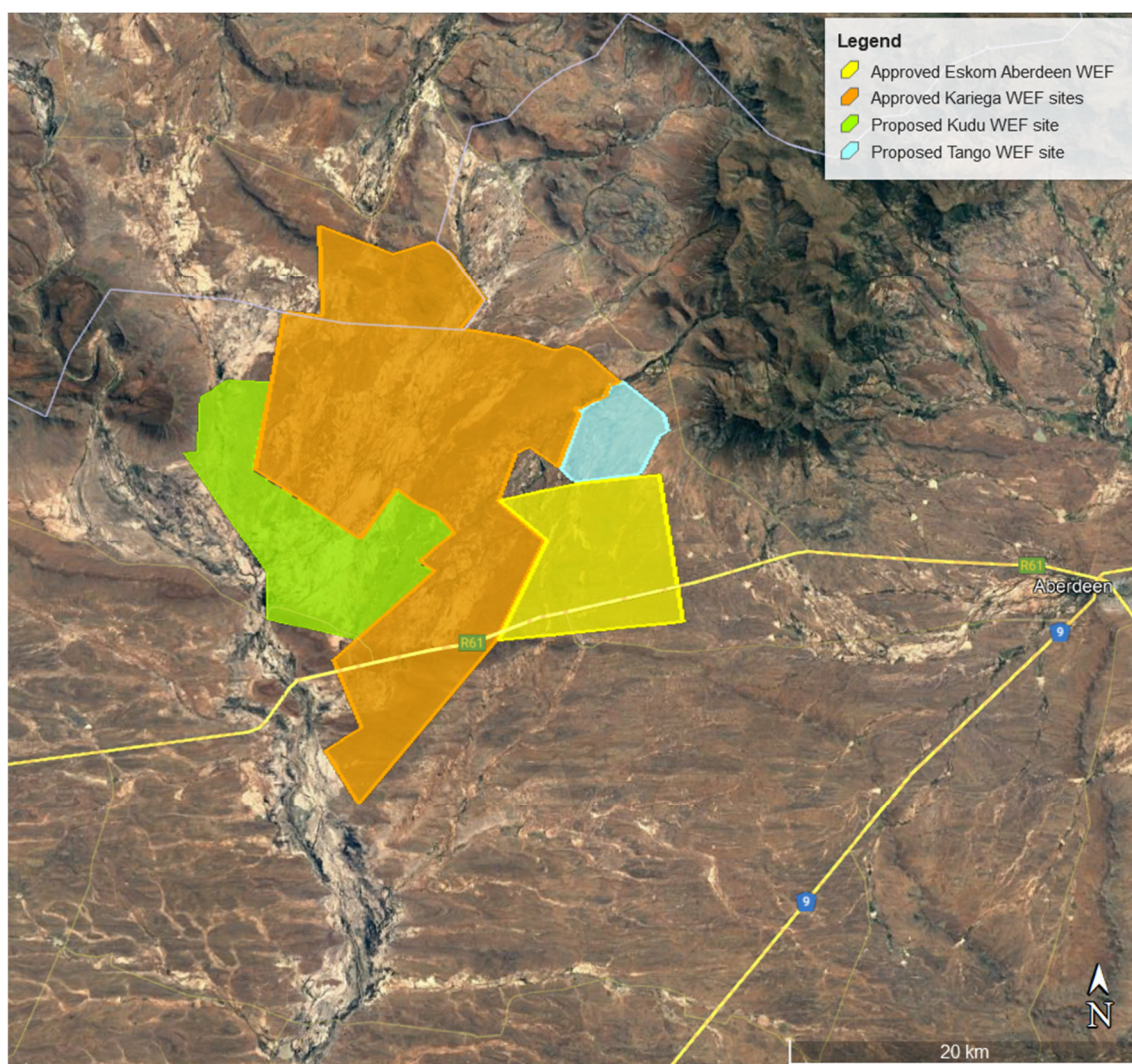 Legend
Approved Eskom Aberdeen WEF
Approved Kariega WEF sites
Proposed Kudu WEF site
Proposed Tango WEF site
R61
Aberdeen
9
R61
9
N
20 km